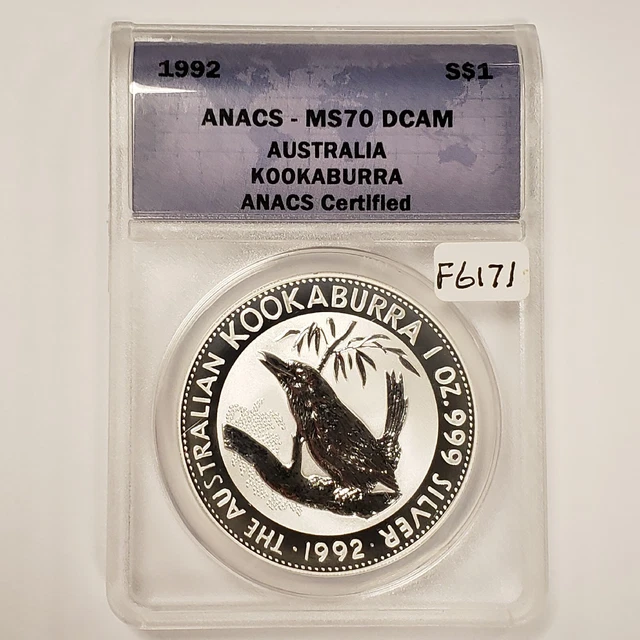 1992 S$1
ANACS - MS70 DCAM
AUSTRALIA
KOOKABURRA
ANACS Certified
F6171
THE AUSTRALIAN KOOKABURRA 1 OZ. 999 SILVER
· 1992 ·